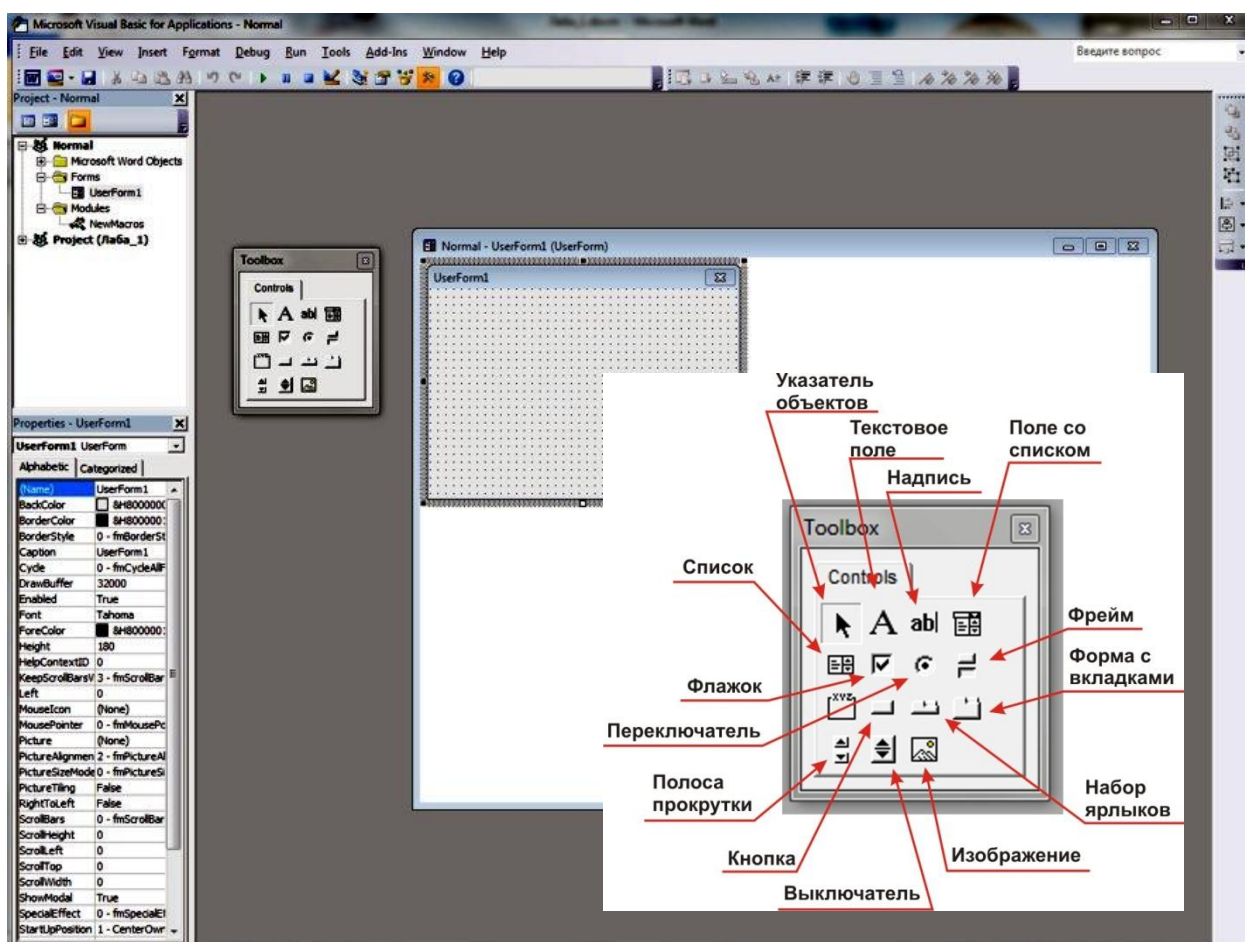 Microsoft Visual Basic for Applications - Normal
File Edit View Insert Format Debug Run Tools Add-Ins Window Help
Введите вопрос
Project - Normal
Normal
Microsoft Word Objects
Forms
UserForm1
Modules
NewMacros
Project (Лаба_1)
Toolbox
Controls
A abl
Normal - UserForm1 (UserForm)
UserForm1
Properties - UserForm1
UserForm1 UserForm
Alphabetic Categorized
(Name) UserForm1
BackColor &H8000000
BorderColor &H8000001
BorderStyle 0 - fmBorderSt
Caption UserForm1
Cycle 0 - fmCycleAllF
DrawBuffer 32000
Enabled True
Font Tahoma
ForeColor &H8000001
Height 180
HelpContextID 0
KeepScrollBarsV 3 - fmScrollBar
Left 0
MouseIcon (None)
MousePointer 0 - fmMousePo
Picture (None)
PictureAlignmen 2 - fmPictureAl
PictureSizeMode 0 - fmPictureSi
PictureTiling False
RightToLeft False
ScrollBars 0 - fmScrollBar
ScrollHeight 0
ScrollLeft 0
ScrollTop 0
ScrollWidth 0
ShowModal True
SpecialEffect 0 - fmSpecialEf
StartUpPosition 1 - CenterOwn
Указатель
объектов
Текстовое
поле
Надпись
Поле со
списком
Список
Toolbox
Controls
A abl
XYZ
Фрейм
Флажок
Форма с
вкладками
Переключатель
Полоса
прокрутки
Набор
ярлыков
Кнопка
Изображение
Выключатель